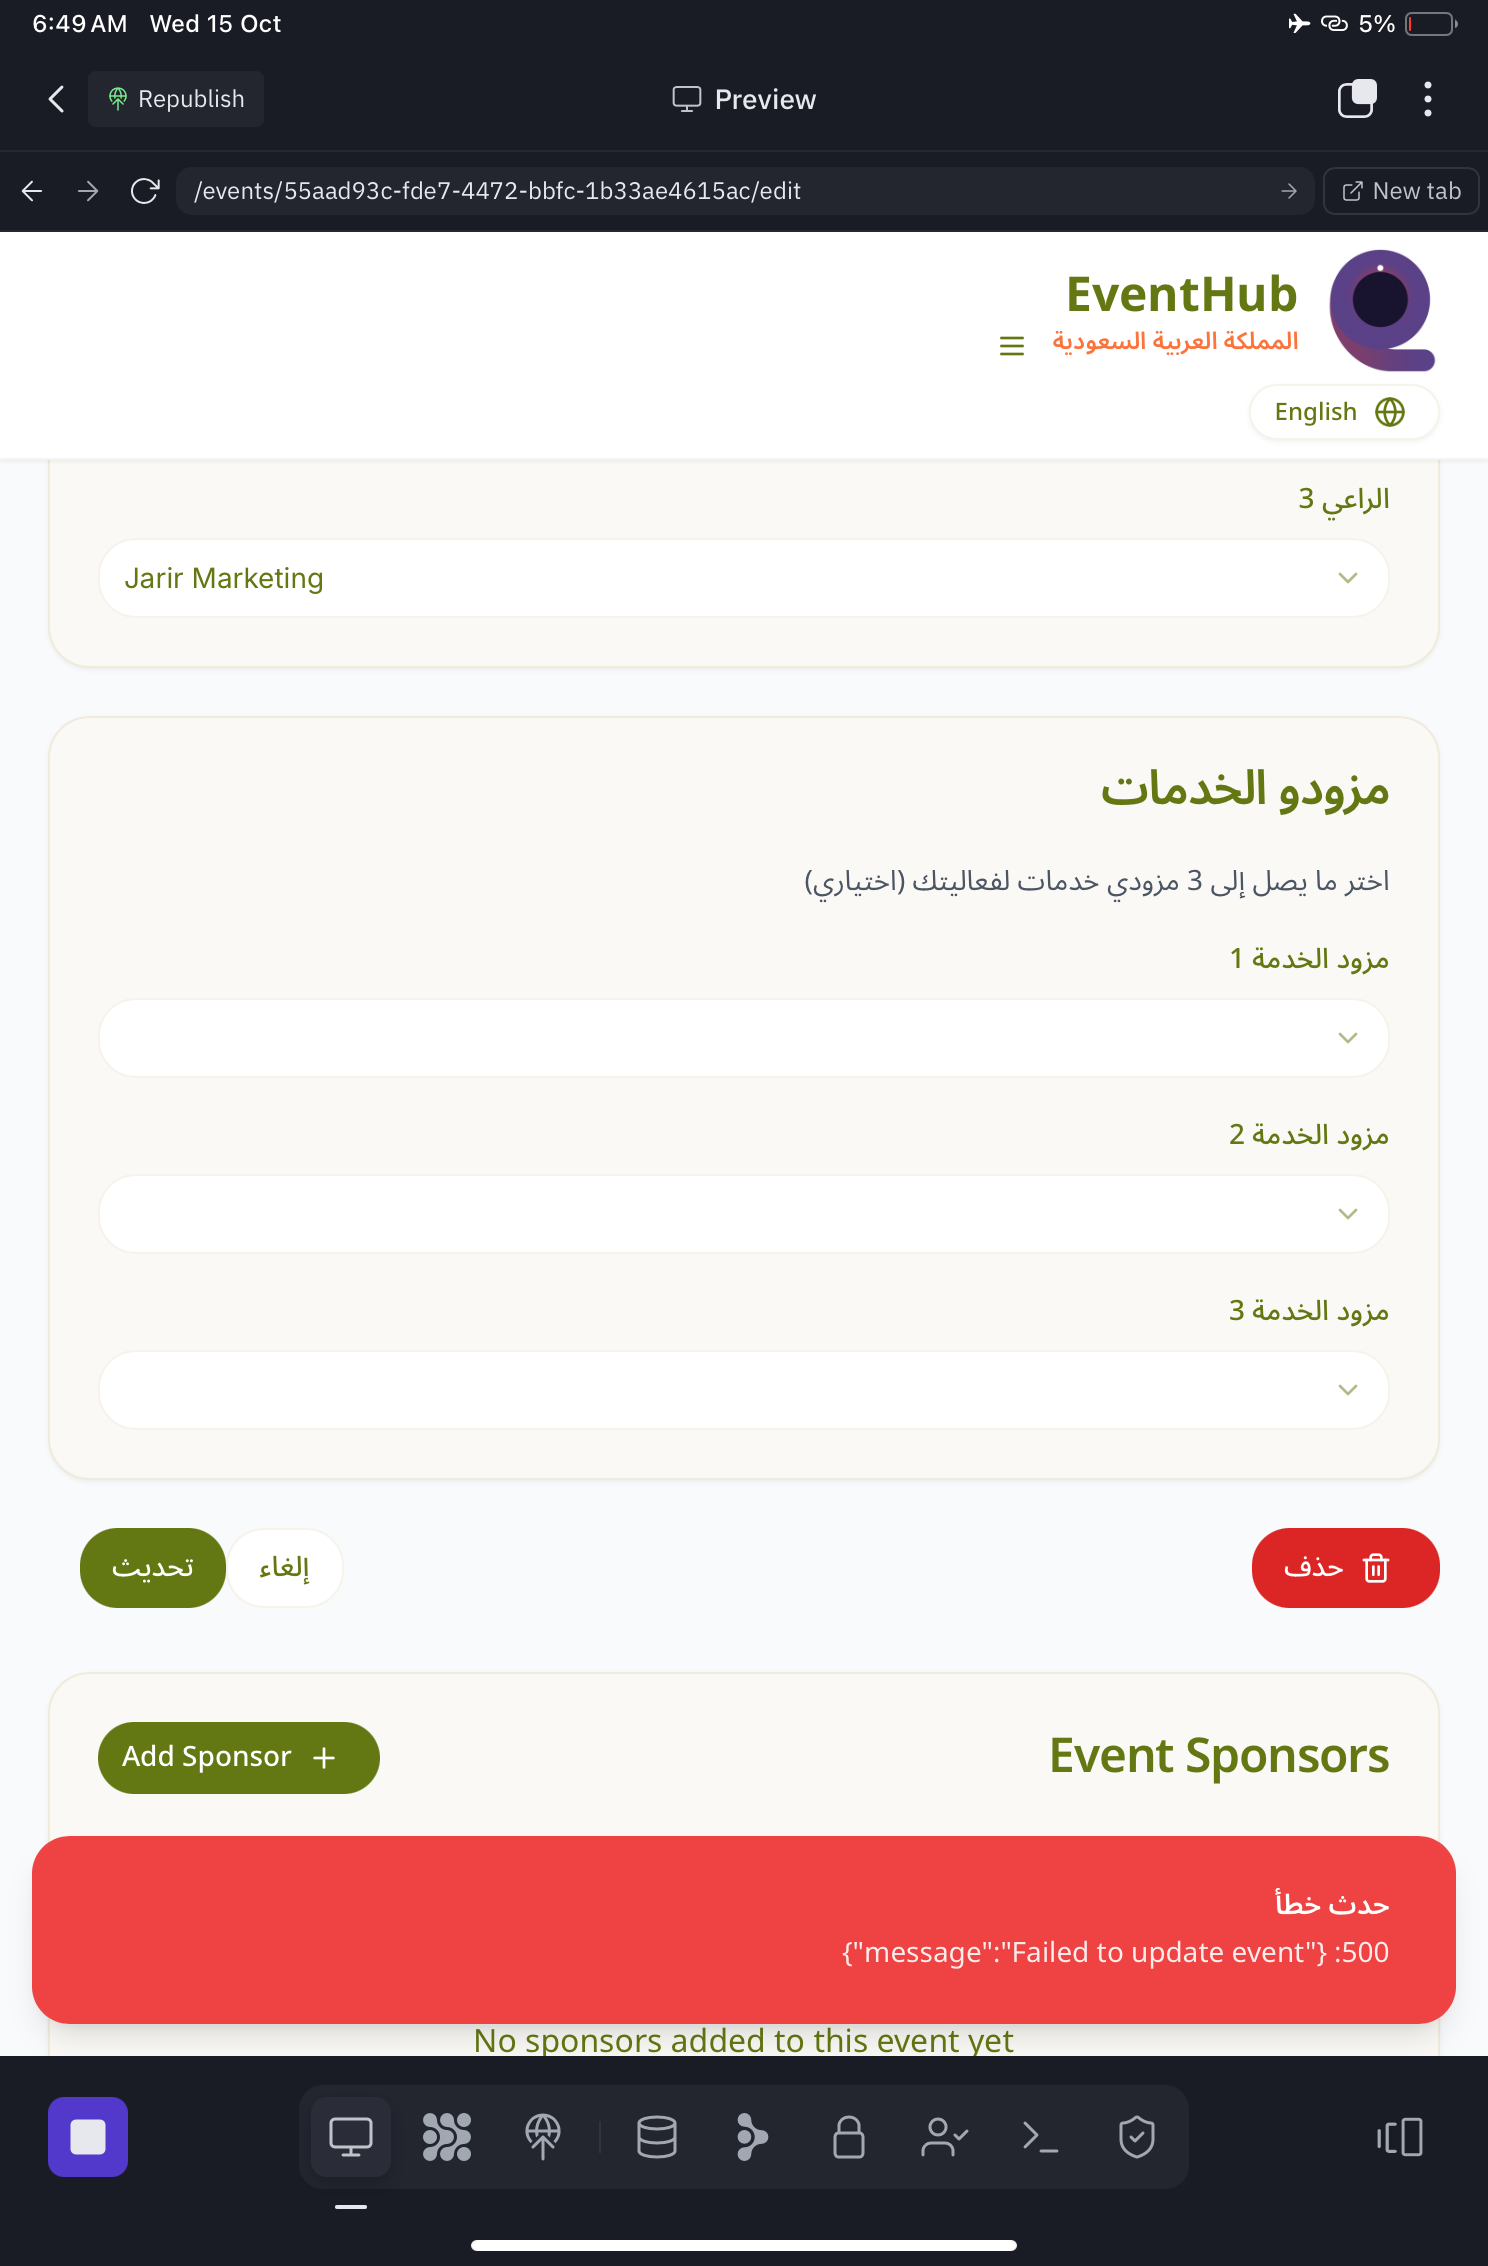 6:49 AM Wed 15 Oct
5%
Republish
Preview
/events/55aad93c-fde7-4472-bbfc-1b33ae4615ac/edit
New tab
EventHub
المملكة العربية السعودية
English
الراعي 3
Jarir Marketing
مزودو الخدمات
اختر ما يصل إلى 3 مزودي خدمات لفعاليتك (اختياري)
مزود الخدمة 1
مزود الخدمة 2
مزود الخدمة 3
حذف
إلغاء
تحديث
Event Sponsors
Add Sponsor
حدث خطأ
500: {"message":"Failed to update event"}
No sponsors added to this event yet